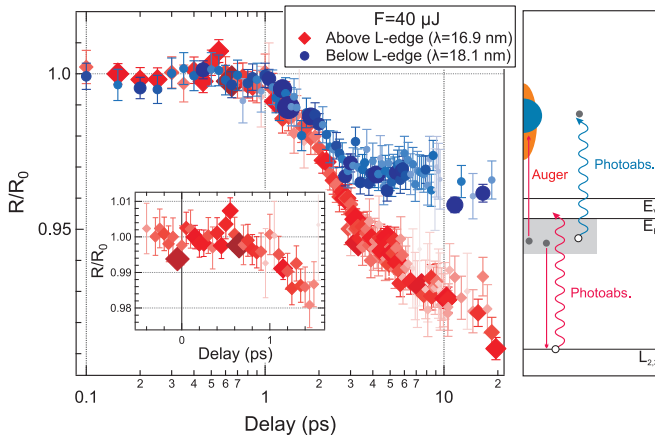 F=40 µJ
Above L-edge (λ=16.9 nm)
Below L-edge (λ=18.1 nm)
R/R0
1.00
0.95
R/R0
1.01
1.00
0.99
0.98
0 1
Delay (ps)
0.1 2 3 4 5 6 7 1 2 3 4 5 6 7 10
Delay (ps)
Auger
Photoabs.
Photoabs.